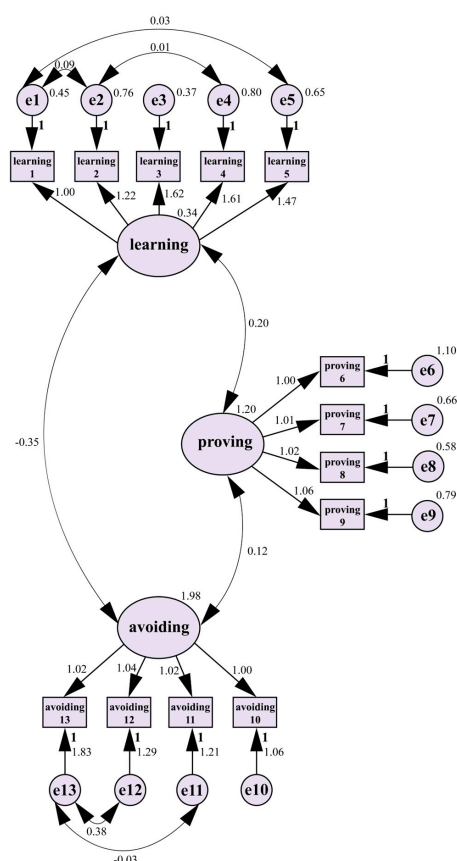 0.03
0.09 0.01
e1 0.45 e2 0.76 e3 0.37 e4 0.80 e5 0.65
1 1 1 1 1
learning learning learning learning learning
1 2 3 4 5
1.00 1.22 1.62 1.61 1.47
0.34
learning
0.20
1.10
proving 1 e6
6
1.00
1.20 0.66
proving 1.01 proving 1 e7
7
0.58
1.02 proving 1 e8
8
-0.35
0.79
1.06 proving 1 e9
9
0.12
1.98
avoiding
1.02 1.04 1.02 1.00
avoiding avoiding avoiding avoiding
13 12 11 10
1 1 1 1
1.83 1.29 1.21 1.06
e13 e12 e11 e10
0.38
-0.03